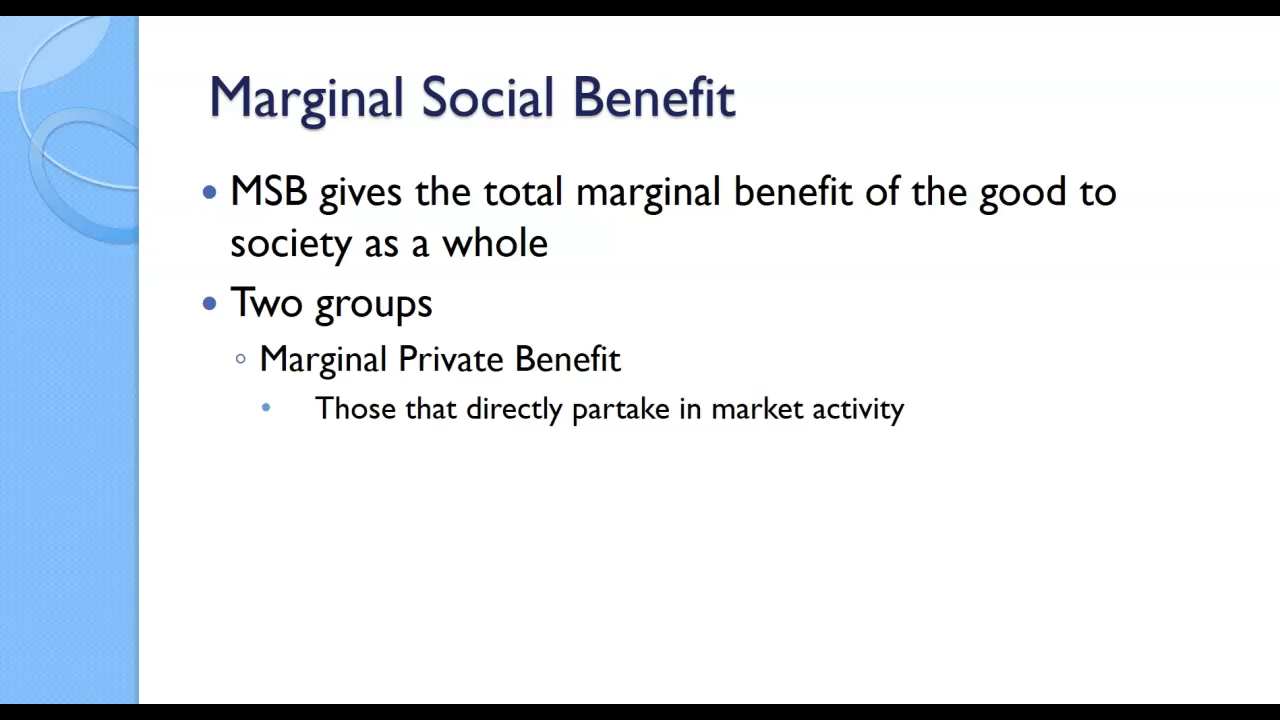 Marginal Social Benefit
MSB gives the total marginal benefit of the good to
society as a whole
Two groups
Marginal Private Benefit
Those that directly partake in market activity